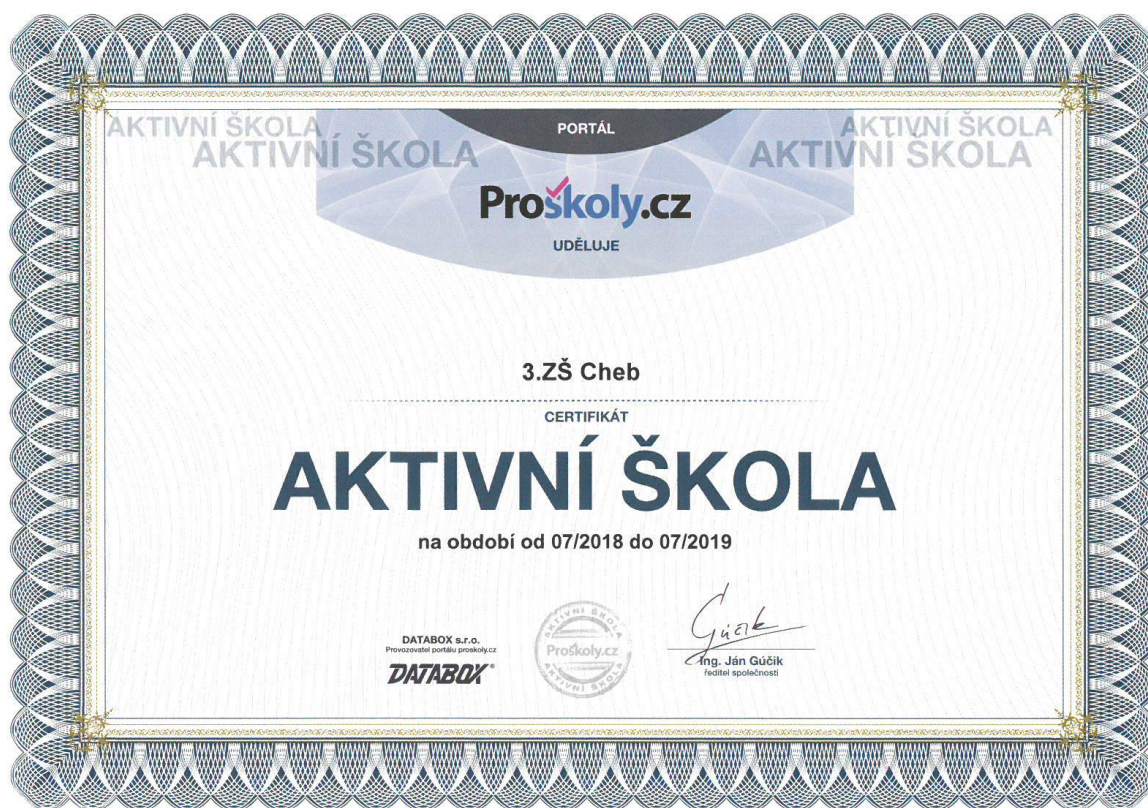 AKTIVNÍ ŠKOLA
AKTIVNÍ ŠKOLA
PORTÁL
AKTIVNÍ ŠKOLA
AKTIVNÍ ŠKOLA
Proškoly.cz
UDĚLUJE
3.ZŠ Cheb
CERTIFIKÁT
AKTIVNÍ ŠKOLA
na období od 07/2018 do 07/2019
DATABOX s.r.o.
Provozovatel portálu proskoly.cz
DATABOX®
AKTIVNÍ ŠKOLA
Proškoly.cz
AKTIVNÍ ŠKOLA
Gúčik
Ing. Ján Gúčik
ředitel společnosti